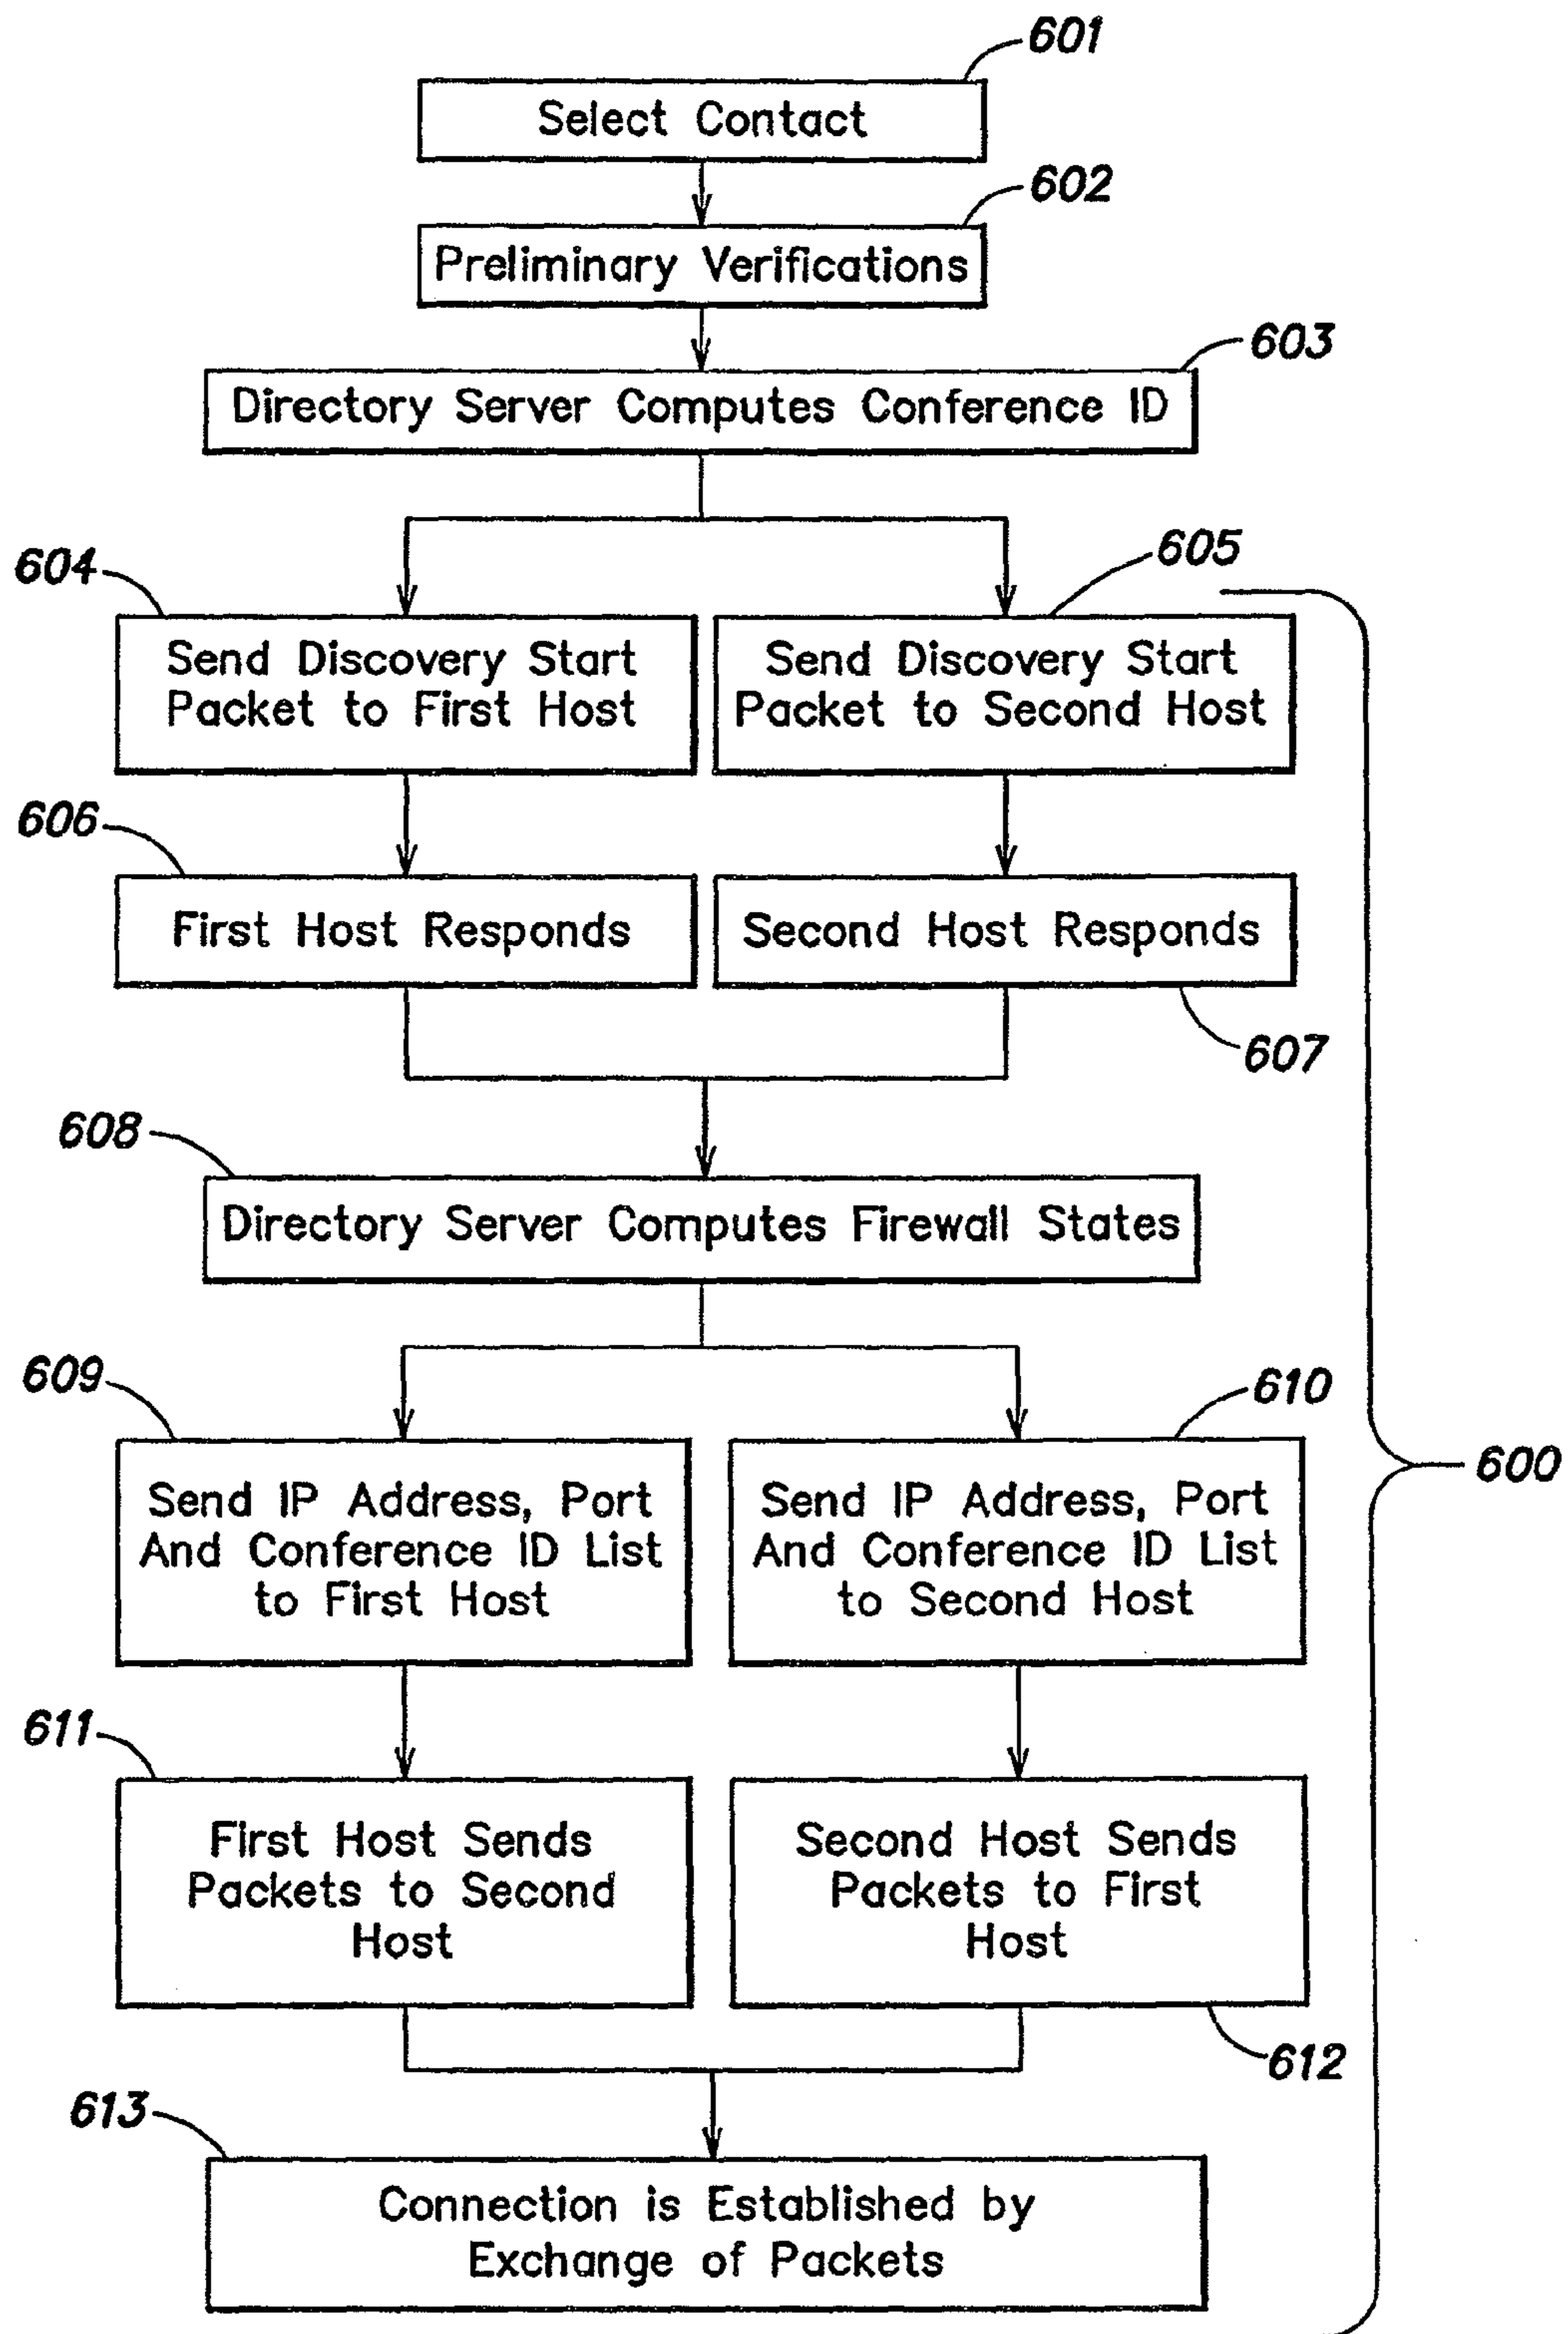 601
Select Contact
602
Preliminary Verifications
603
Directory Server Computes Conference ID
604
605
Send Discovery Start
Packet to First Host
Send Discovery Start
Packet to Second Host
606
First Host Responds
Second Host Responds
607
608
Directory Server Computes Firewall States
609
610
Send IP Address, Port
And Conference ID List
to First Host
Send IP Address, Port
And Conference ID List
to Second Host
600
611
First Host Sends
Packets to Second
Host
Second Host Sends
Packets to First
Host
612
613
Connection is Established by
Exchange of Packets